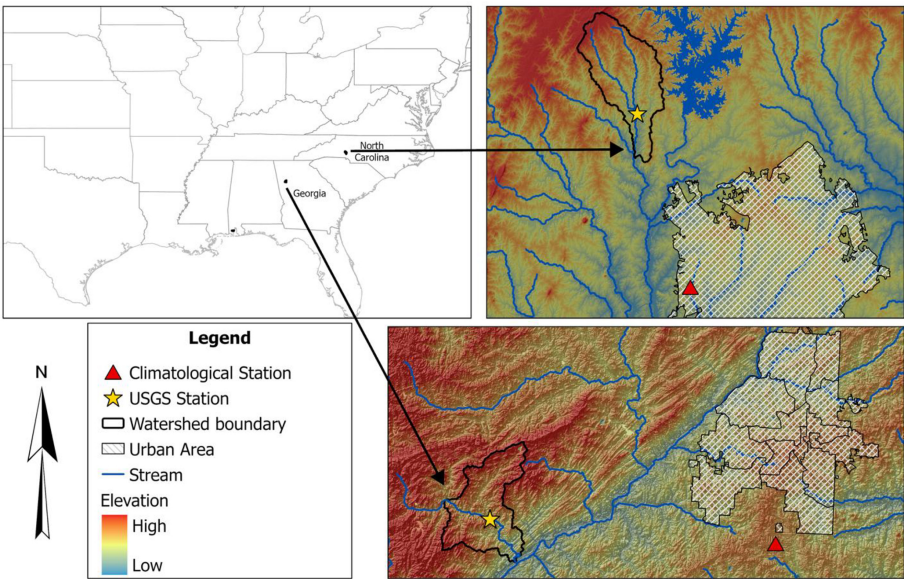 North
Carolina
Georgia
Legend
N
Climatological Station
USGS Station
Watershed boundary
Urban Area
Stream
Elevation
High
Low